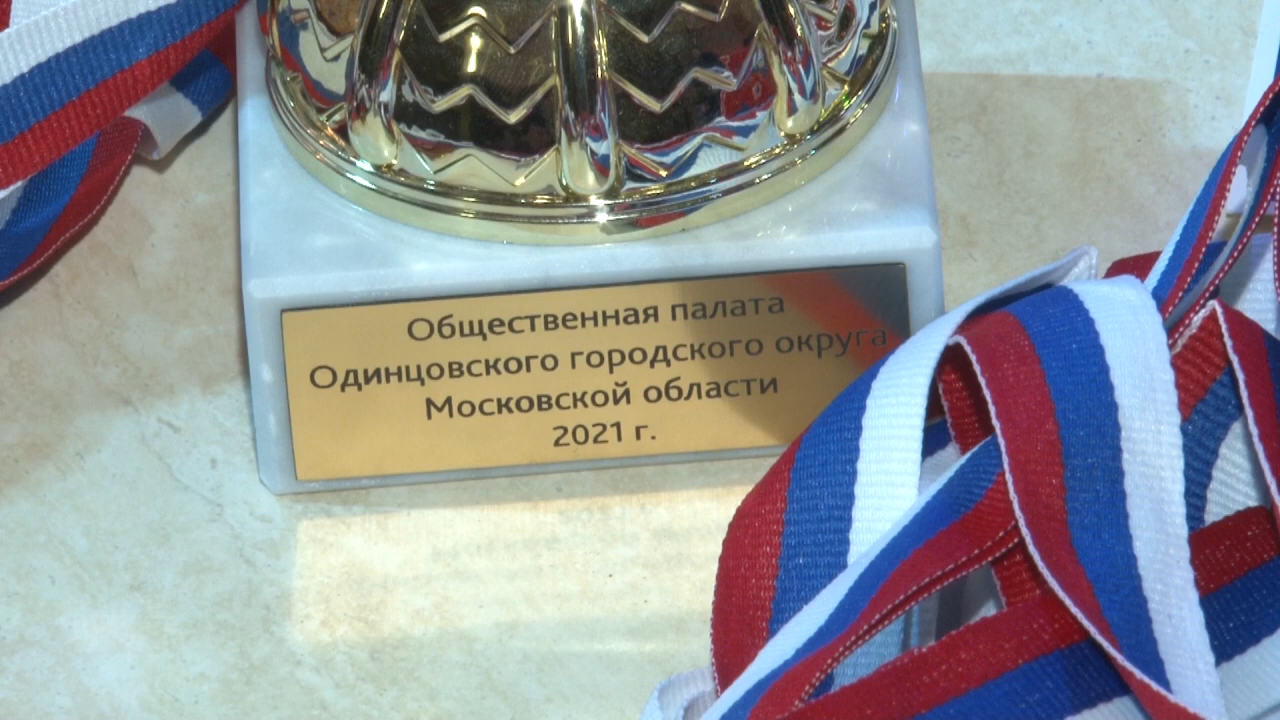 Общественная палата
Одинцовского городского округа
Московской области
2021 г.